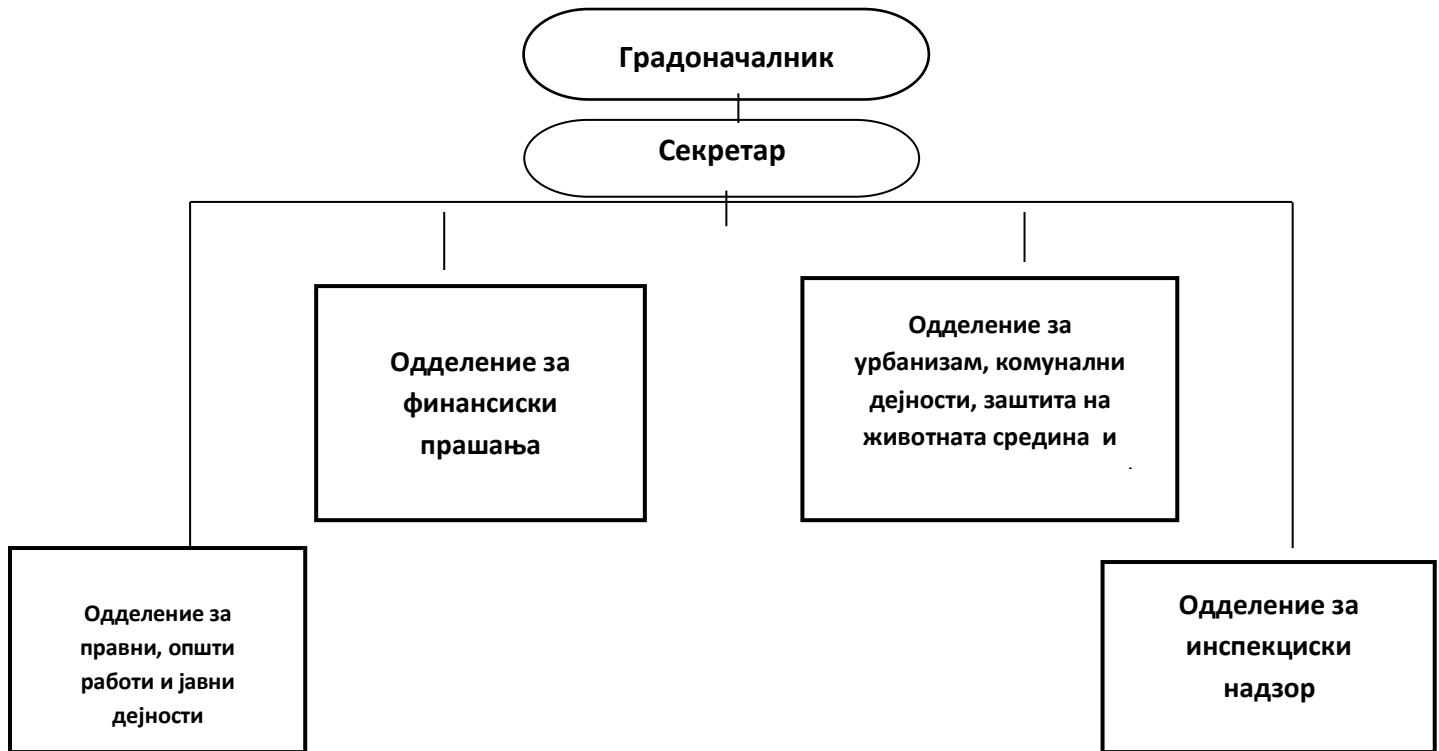 Градоначалник
Секретар
Одделение за
финансиски
прашања
Одделение за
урбанизам, комунални
дејности, заштита на
животната средина и
Одделение за
правни, општи
работи и јавни
дејности
Одделение за
инспекциски
надзор